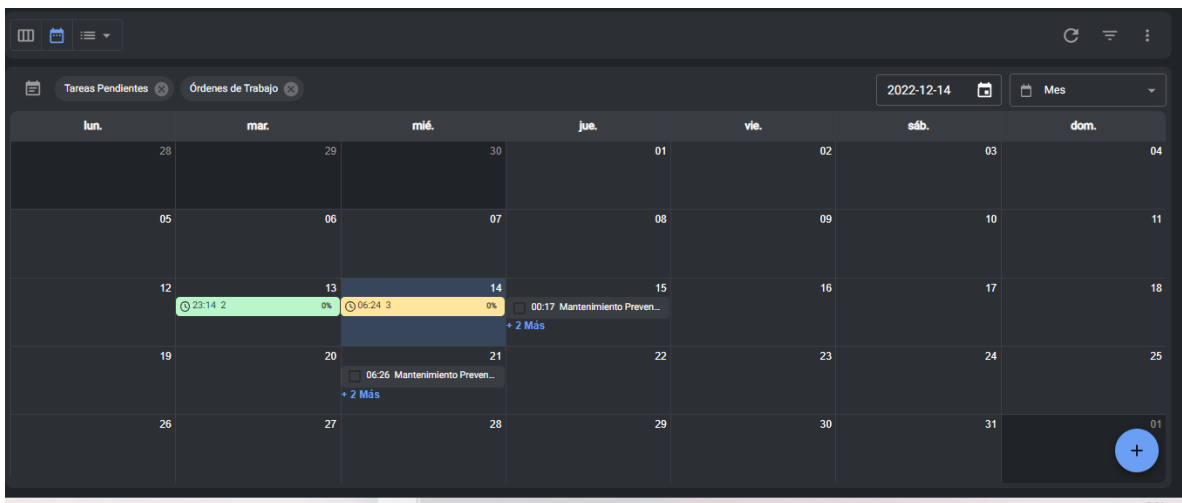 Tareas Pendientes Órdenes de Trabajo 2022-12-14 Mes
lun. mar. mié. jue. vie. sáb. dom.
28 29 30 01 02 03 04
05 06 07 08 09 10 11
12 13 14 15 16 17 18
23:14 2 0% 06:24 3 0% 00:17 Mantenimiento Preven...
+ 2 Más
19 20 21 22 23 24 25
06:26 Mantenimiento Preven...
+ 2 Más
26 27 28 29 30 31 01
+